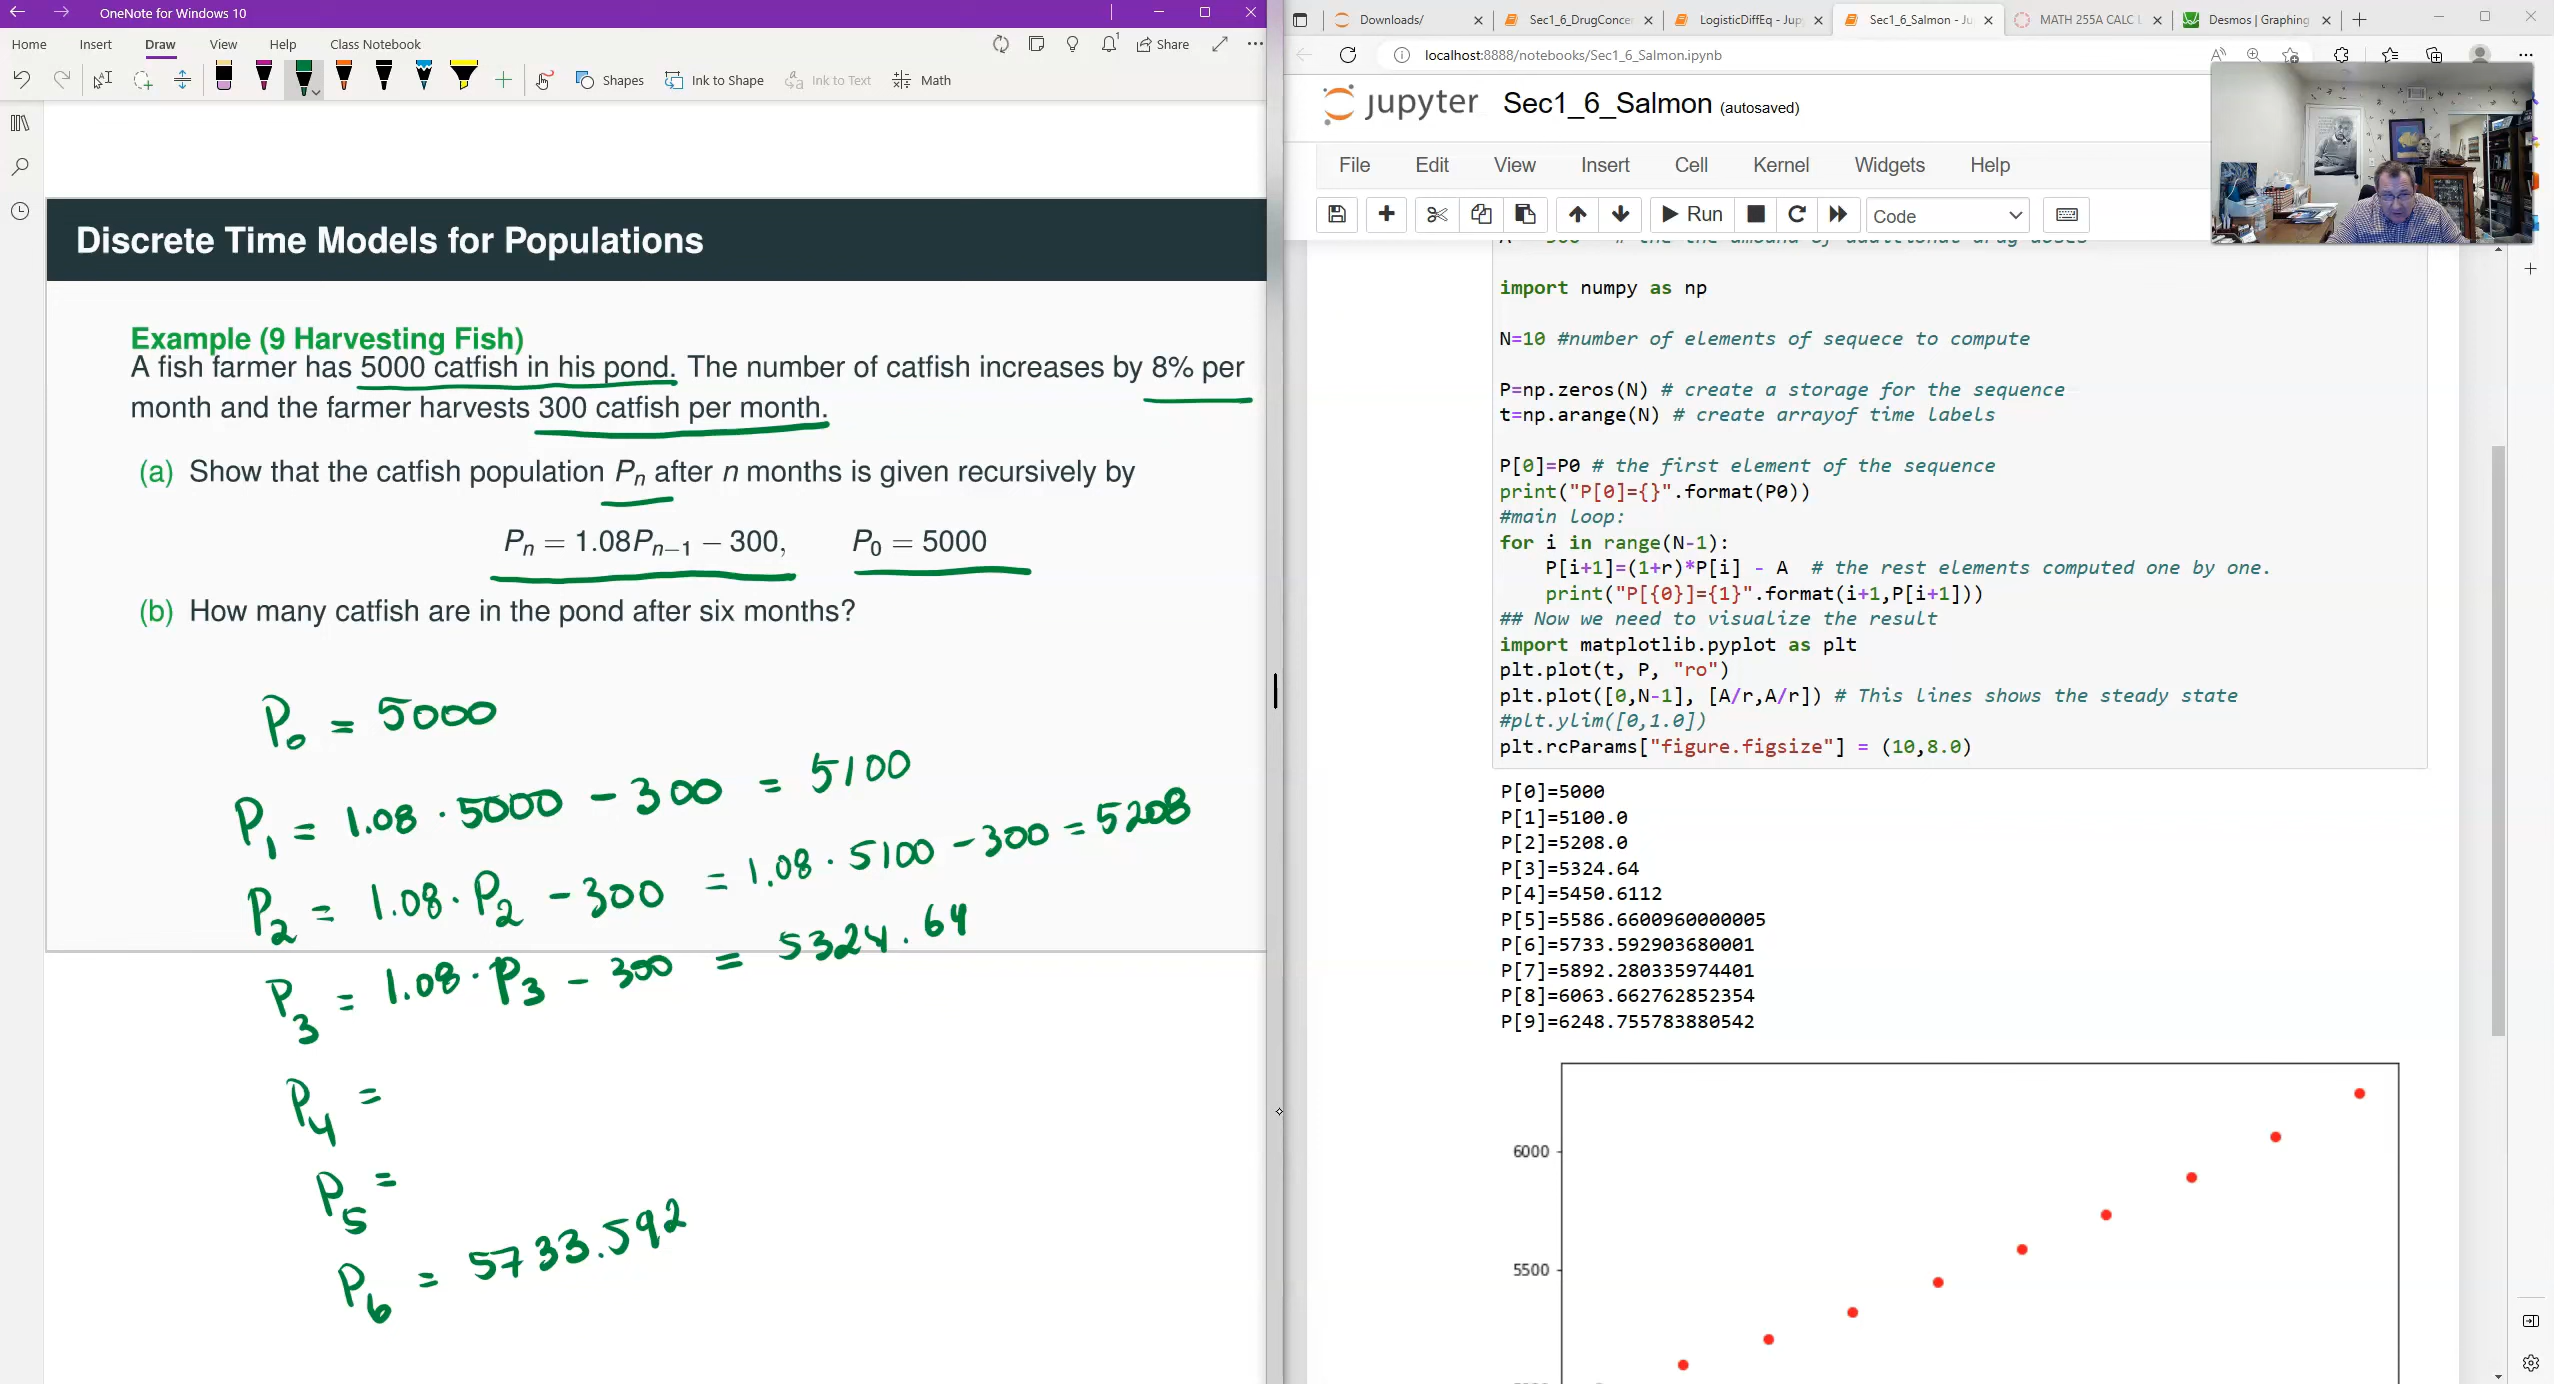 OneNote for Windows 10
Home Insert Draw View Help Class Notebook
1
Share
Shapes Ink to Shape Ink to Text Math
Discrete Time Models for Populations
Example (9 Harvesting Fish)
A fish farmer has 5000 catfish in his pond. The number of catfish increases by 8% per
month and the farmer harvests 300 catfish per month.
(a) Show that the catfish population Pn after n months is given recursively by
Pn = 1.08Pn−1 − 300, P0 = 5000
(b) How many catfish are in the pond after six months?
P0 = 5000
P1 = 1.08 · 5000 − 300 = 5100
P2 = 1.08 · P2 − 300 = 1.08 · 5100 − 300 = 5208
P3 = 1.08 · P3 − 300 = 5324.64
P4 =
P5 =
P6 = 5733.592
Downloads/ Sec1_6_DrugConce LogisticDiffEq - Jup Sec1_6_Salmon - Ju MATH 255A CALC Desmos | Graphing
localhost:8888/notebooks/Sec1_6_Salmon.ipynb
jupyter Sec1_6_Salmon (autosaved)
File Edit View Insert Cell Kernel Widgets Help
Run Code
import numpy as np
N=10 #number of elements of sequece to compute
P=np.zeros(N) # create a storage for the sequence
t=np.arange(N) # create arrayof time labels
P[0]=P0 # the first element of the sequence
print("P[0]={}".format(P0))
#main loop:
for i in range(N-1):
P[i+1]=(1+r)*P[i] - A # the rest elements computed one by one.
print("P[{0}]={1}".format(i+1,P[i+1]))
## Now we need to visualize the result
import matplotlib.pyplot as plt
plt.plot(t, P, "ro")
plt.plot([0,N-1], [A/r,A/r]) # This lines shows the steady state
#plt.ylim([0,1.0])
plt.rcParams["figure.figsize"] = (10,8.0)
P[0]=5000
P[1]=5100.0
P[2]=5208.0
P[3]=5324.64
P[4]=5450.6112
P[5]=5586.6600960000005
P[6]=5733.592903680001
P[7]=5892.280335974401
P[8]=6063.662762852354
P[9]=6248.755783880542
6000
5500